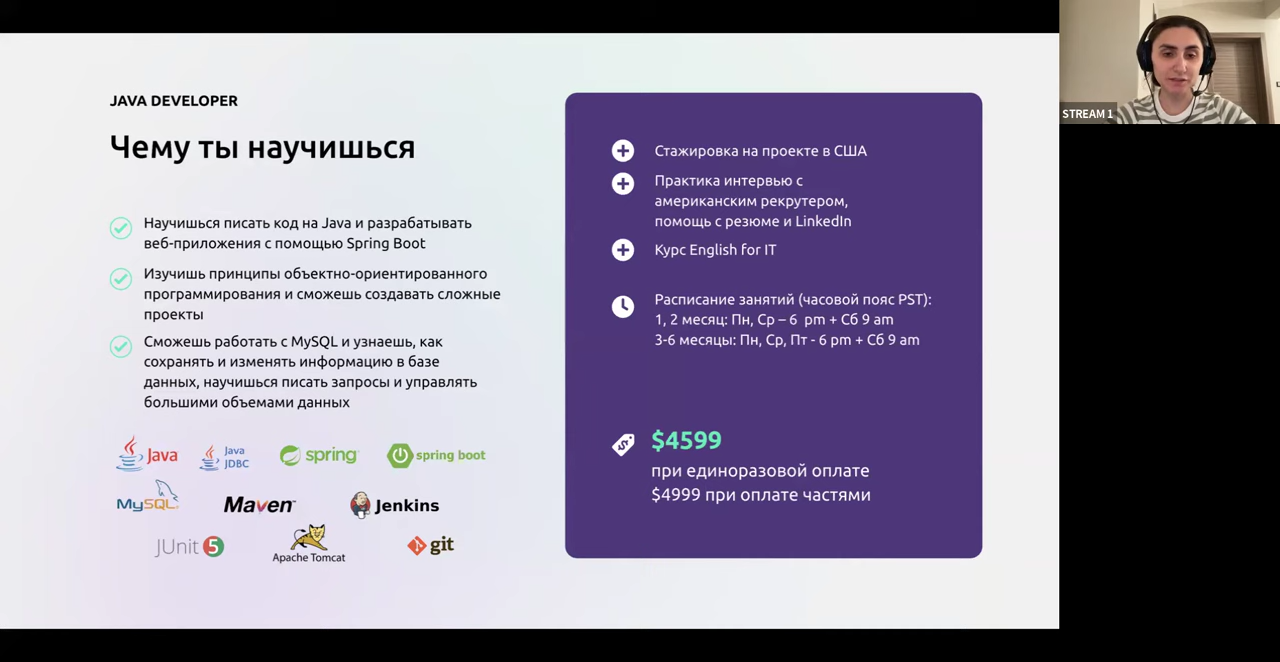 JAVA DEVELOPER
Чему ты научишься
Научишься писать код на Java и разрабатывать
веб-приложения с помощью Spring Boot
Изучишь принципы объектно-ориентированного
программирования и сможешь создавать сложные
проекты
Сможешь работать с MySQL и узнаешь, как
сохранять и изменять информацию в базе
данных, научишься писать запросы и управлять
большими объемами данных
Java
Java
JDBC
spring
spring boot
MySQL
Maven
Jenkins
JUnit 5
Apache Tomcat
git
Стажировка на проекте в США
Практика интервью с
американским рекрутером,
помощь с резюме и LinkedIn
Курс English for IT
Расписание занятий (часовой пояс PST):
1, 2 месяц: Пн, Ср – 6 pm + Сб 9 am
3-6 месяцы: Пн, Ср, Пт - 6 pm + Сб 9 am
$4599
при единоразовой оплате
$4999 при оплате частями
STREAM 1